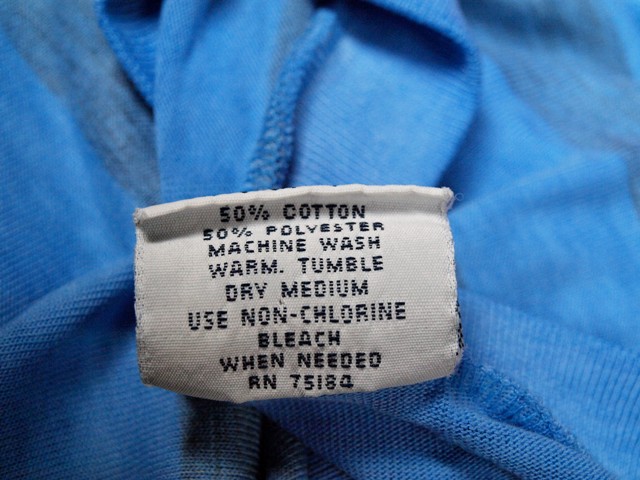 50% COTTON
50% POLYESTER
MACHINE WASH
WARM. TUMBLE
DRY MEDIUM
USE NON-CHLORINE
BLEACH
WHEN NEEDED
RN 75184